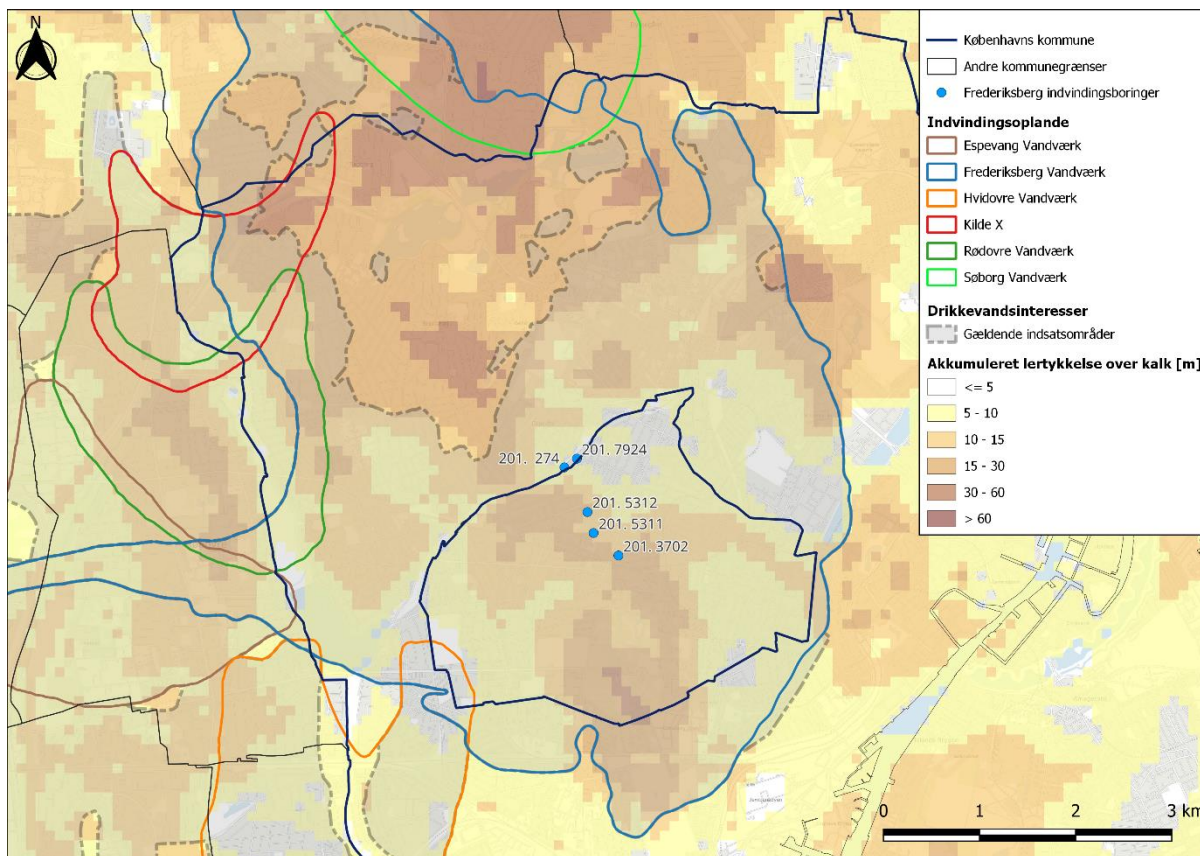 N
Københavns kommune
Andre kommunegrænser
Frederiksberg indvindingsboringer
Indvindingsoplande
Espevang Vandværk
Frederiksberg Vandværk
Hvidovre Vandværk
Kilde X
Rødovre Vandværk
Søborg Vandværk
Drikkevandsinteresser
Gældende indsatsområder
Akkumuleret lertykkelse over kalk [m]
<= 5
5 - 10
10 - 15
15 - 30
30 - 60
> 60
201. 274
201. 7924
201. 5312
201. 5311
201. 3702
0 1 2 3 km